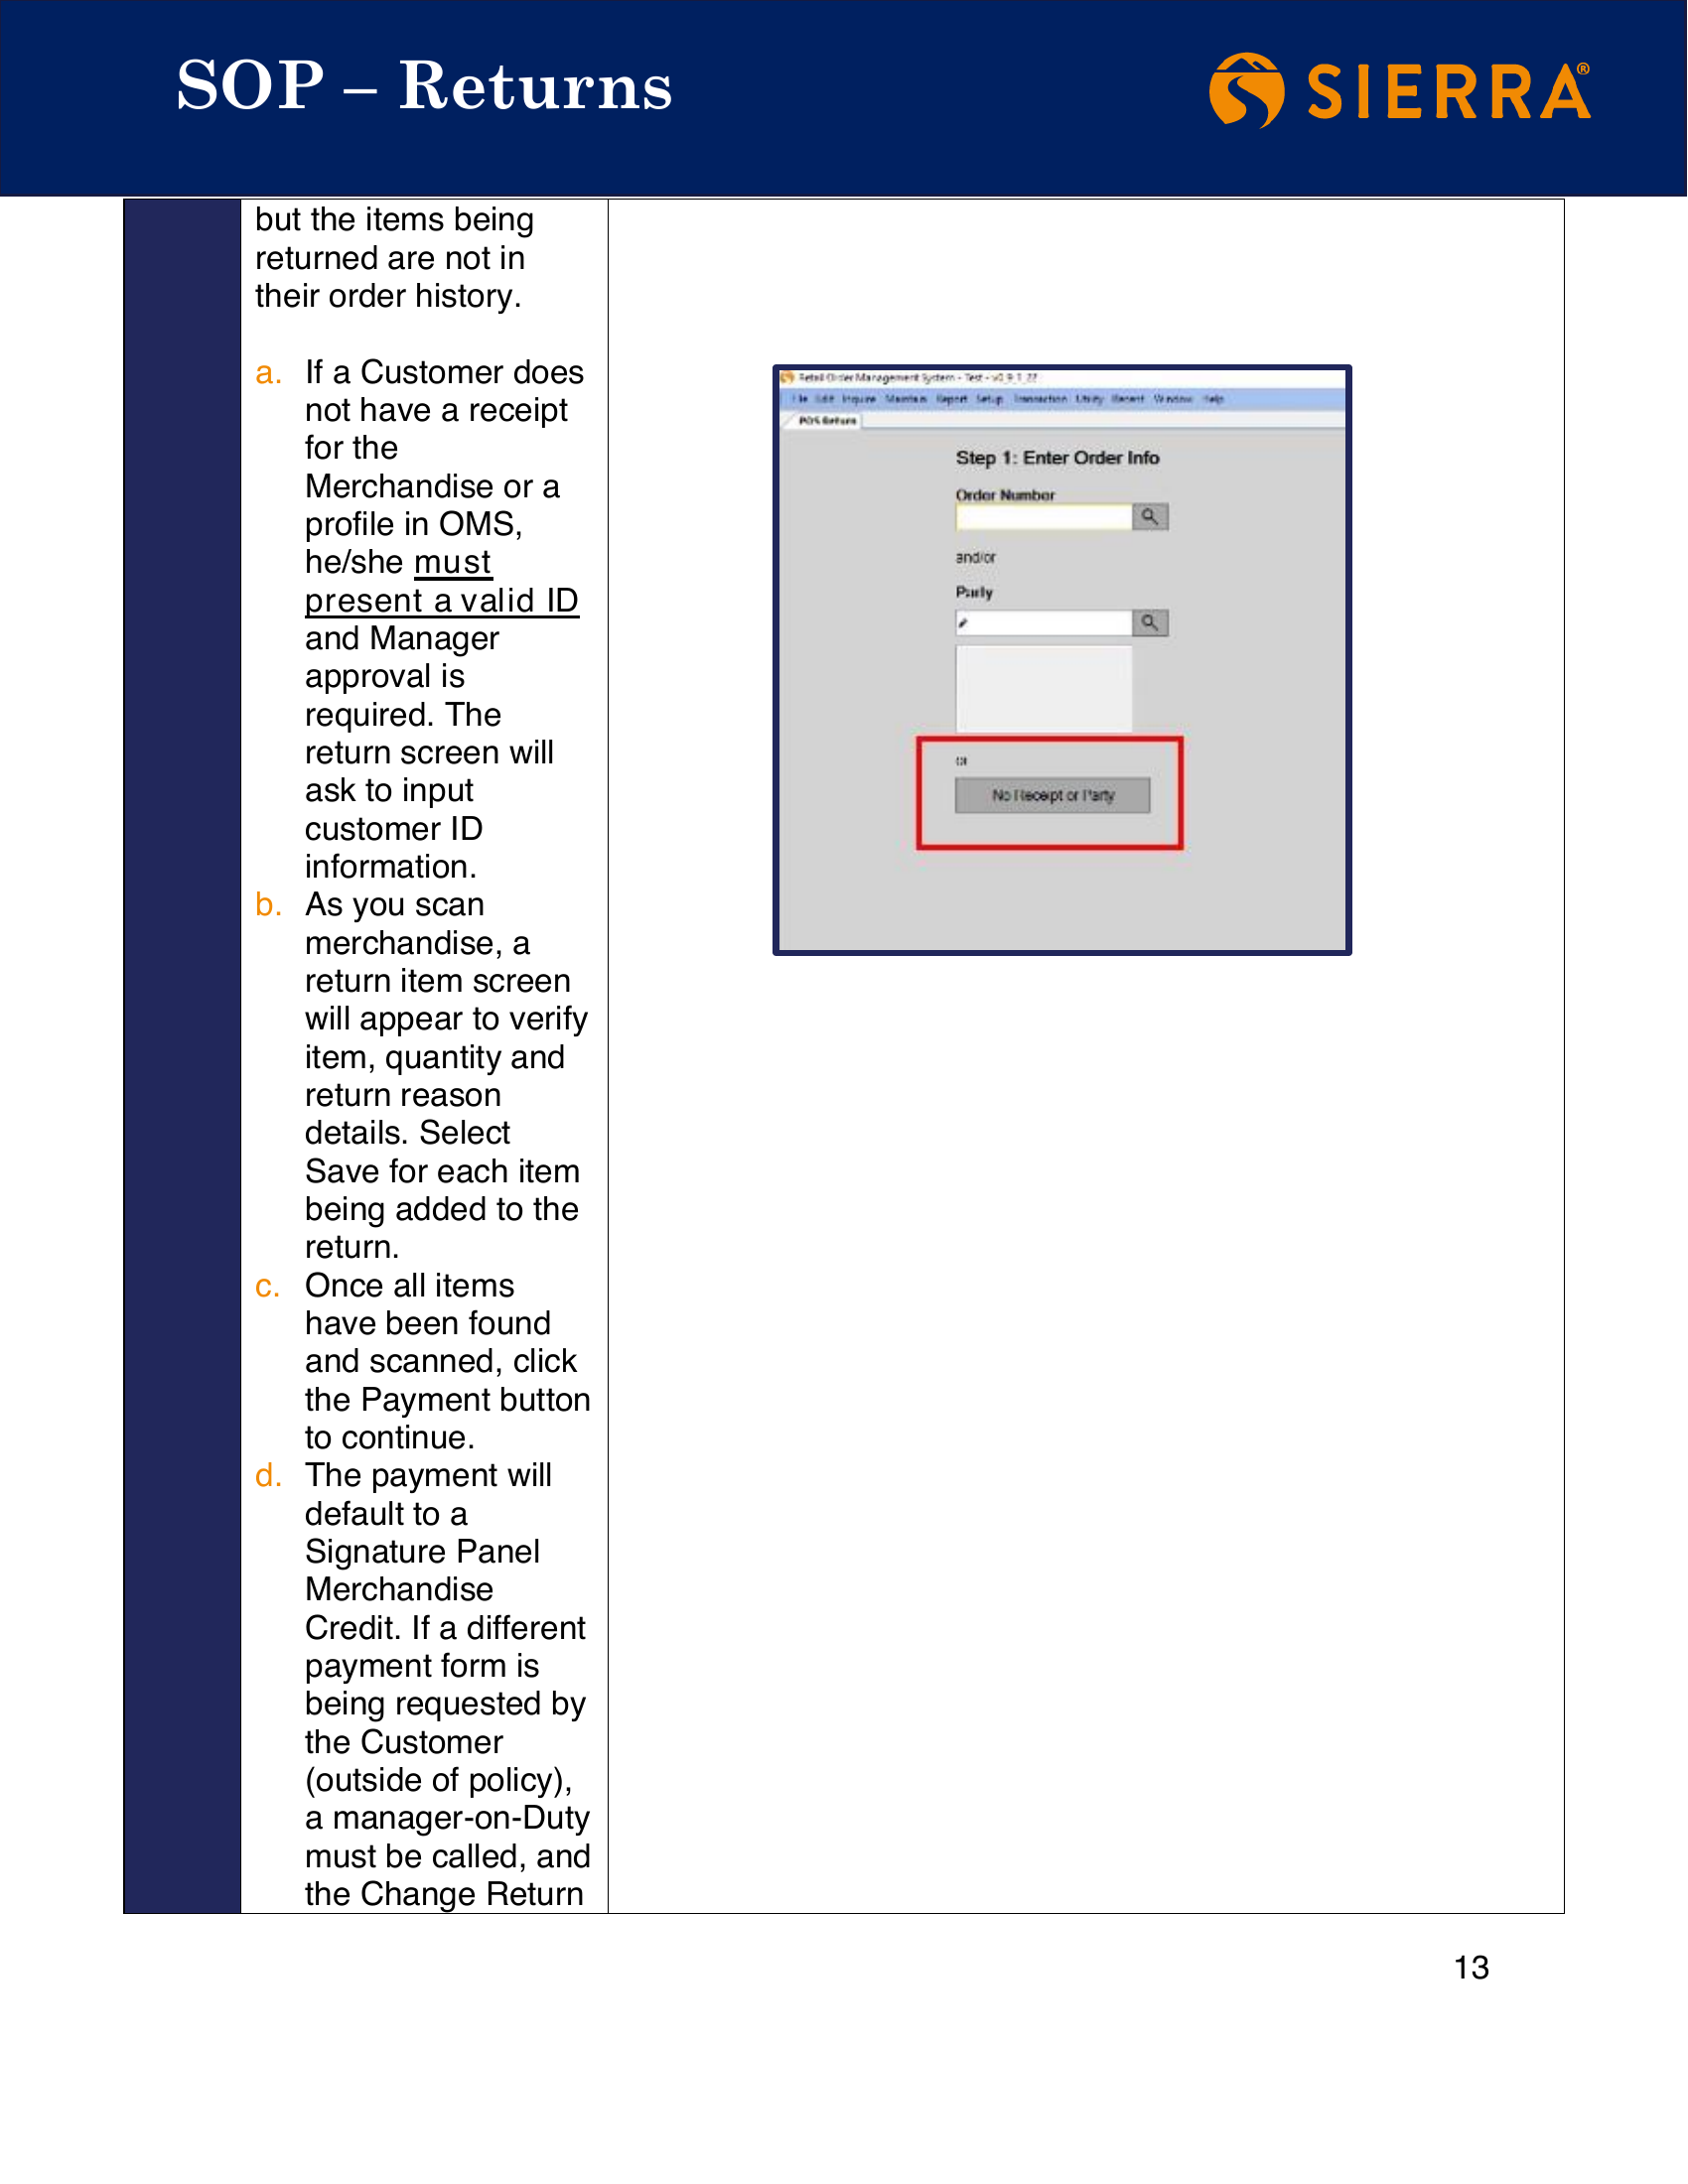 SOP – Returns
SIERRA®
but the items being
returned are not in
their order history.
a. If a Customer does
not have a receipt
for the
Merchandise or a
profile in OMS,
he/she must
present a valid ID
and Manager
approval is
required. The
return screen will
ask to input
customer ID
information.
b. As you scan
merchandise, a
return item screen
will appear to verify
item, quantity and
return reason
details. Select
Save for each item
being added to the
return.
c. Once all items
have been found
and scanned, click
the Payment button
to continue.
d. The payment will
default to a
Signature Panel
Merchandise
Credit. If a different
payment form is
being requested by
the Customer
(outside of policy),
a manager-on-Duty
must be called, and
the Change Return
Retail Order Management System - Test -
File Edit Inquire Maintain Report Setup Transaction Utility Recent Window Help
POS Return
Step 1: Enter Order Info
Order Number
and/or
Party
or
No Receipt or Party
13